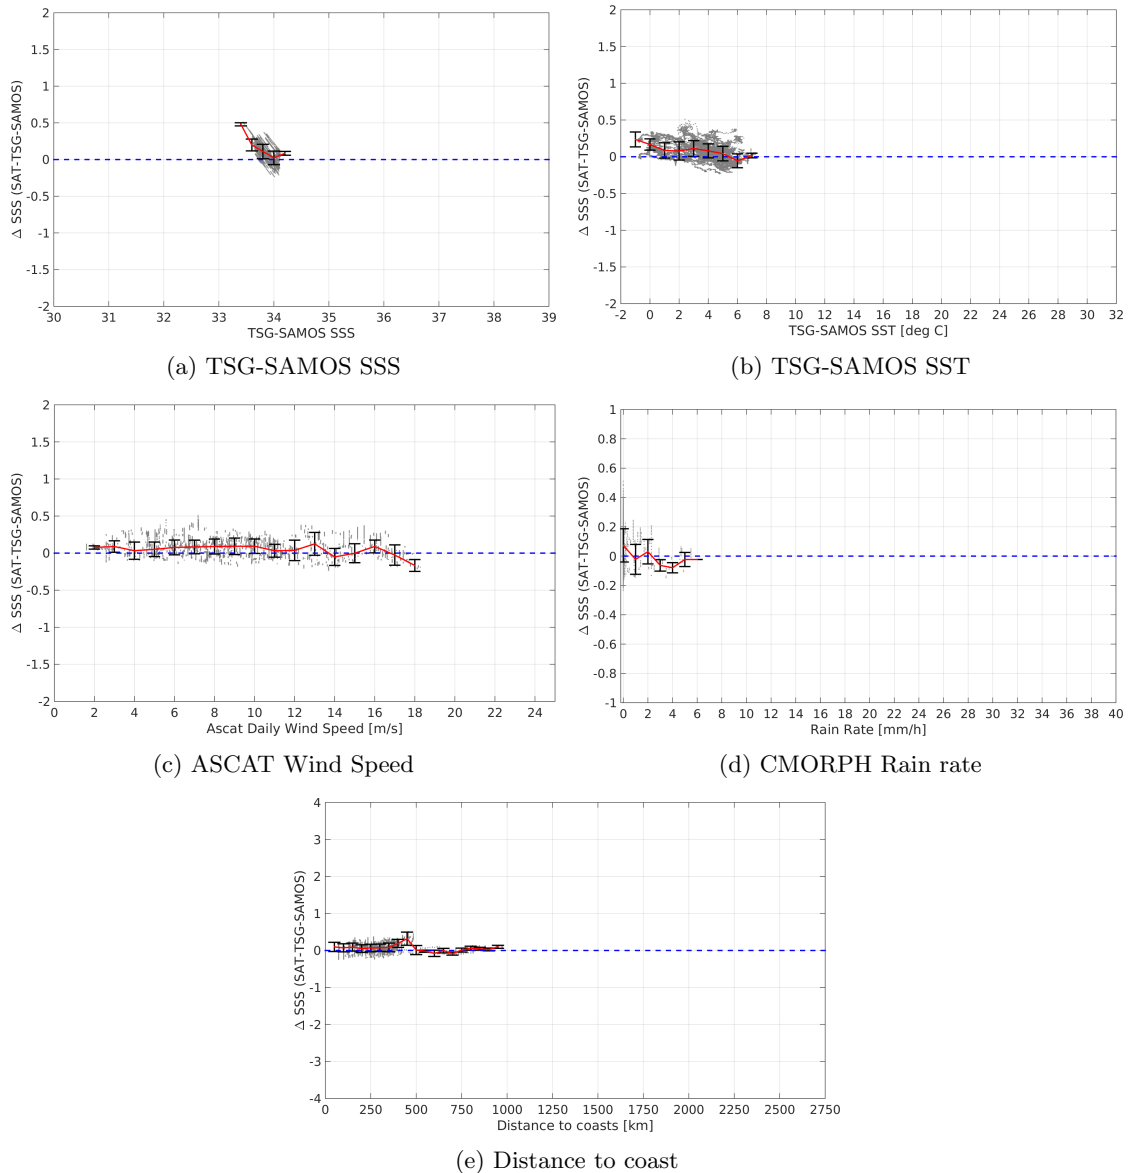 2
1.5
1
0.5
0
-0.5
-1
-1.5
-2
Δ SSS (SAT-TSG-SAMOS)
30 31 32 33 34 35 36 37 38 39
TSG-SAMOS SSS
(a) TSG-SAMOS SSS
2
1.5
1
0.5
0
-0.5
-1
-1.5
-2
Δ SSS (SAT-TSG-SAMOS)
-2 0 2 4 6 8 10 12 14 16 18 20 22 24 26 28 30 32
TSG-SAMOS SST [deg C]
(b) TSG-SAMOS SST
2
1.5
1
0.5
0
-0.5
-1
-1.5
-2
Δ SSS (SAT-TSG-SAMOS)
0 2 4 6 8 10 12 14 16 18 20 22 24
Ascat Daily Wind Speed [m/s]
(c) ASCAT Wind Speed
1
0.8
0.6
0.4
0.2
0
-0.2
-0.4
-0.6
-0.8
-1
Δ SSS (SAT-TSG-SAMOS)
0 2 4 6 8 10 12 14 16 18 20 22 24 26 28 30 32 34 36 38 40
Rain Rate [mm/h]
(d) CMORPH Rain rate
4
3
2
1
0
-1
-2
-3
-4
Δ SSS (SAT-TSG-SAMOS)
0 250 500 750 1000 1250 1500 1750 2000 2250 2500 2750
Distance to coasts [km]
(e) Distance to coast